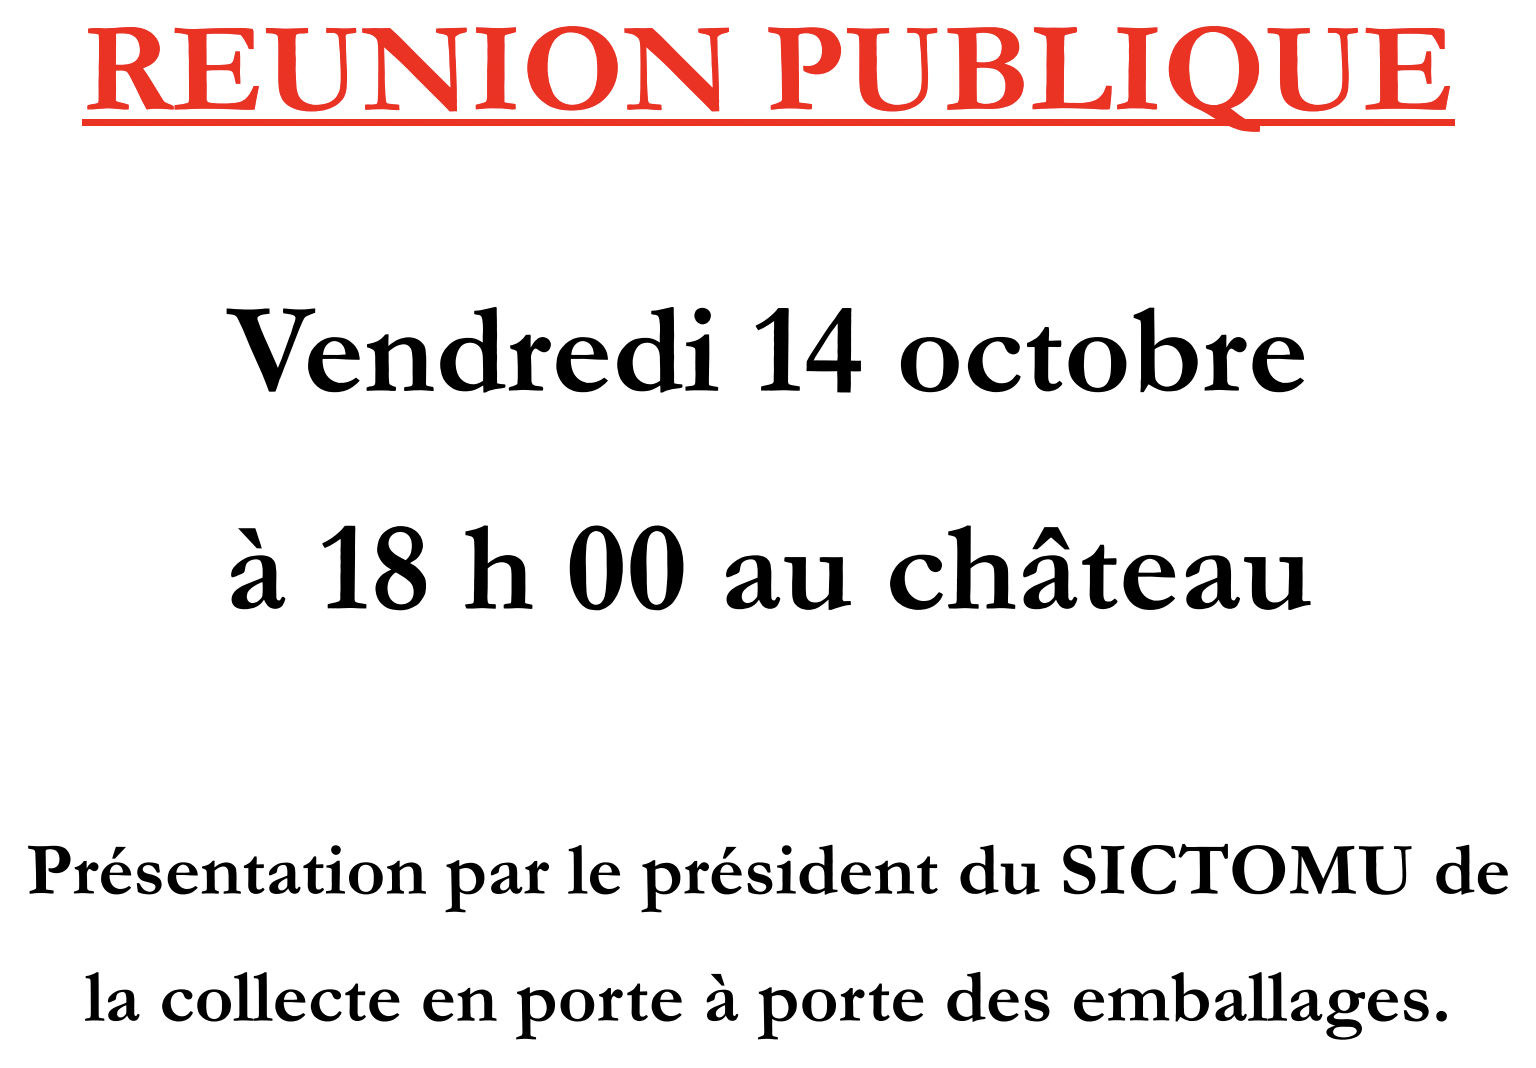 REUNION PUBLIQUE
Vendredi 14 octobre
à 18 h 00 au château
Présentation par le président du SICTOMU de
la collecte en porte à porte des emballages.